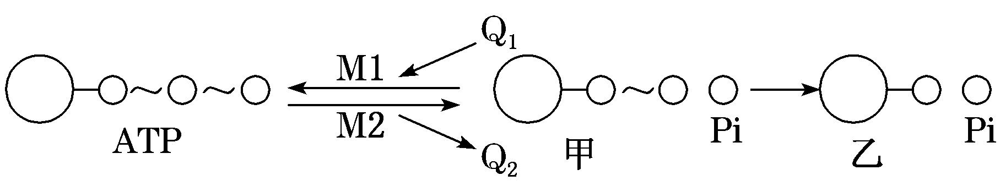 Q₁
M1
M2
Q₂
ATP
甲
Pi
乙
Pi